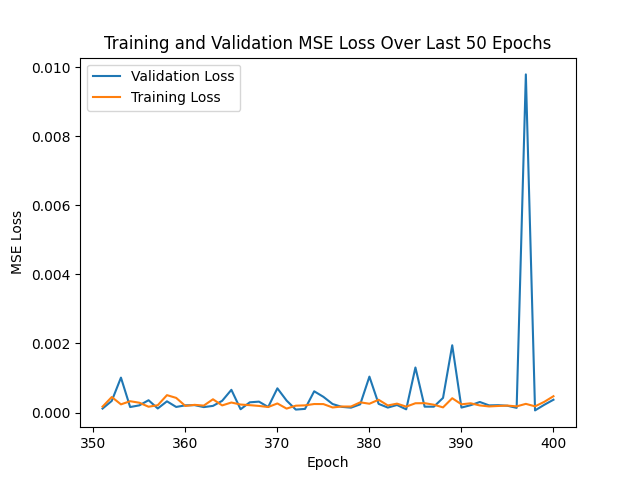 Training and Validation MSE Loss Over Last 50 Epochs
Validation Loss
Training Loss
0.010
0.008
0.006
0.004
0.002
0.000
MSE Loss
350 360 370 380 390 400
Epoch